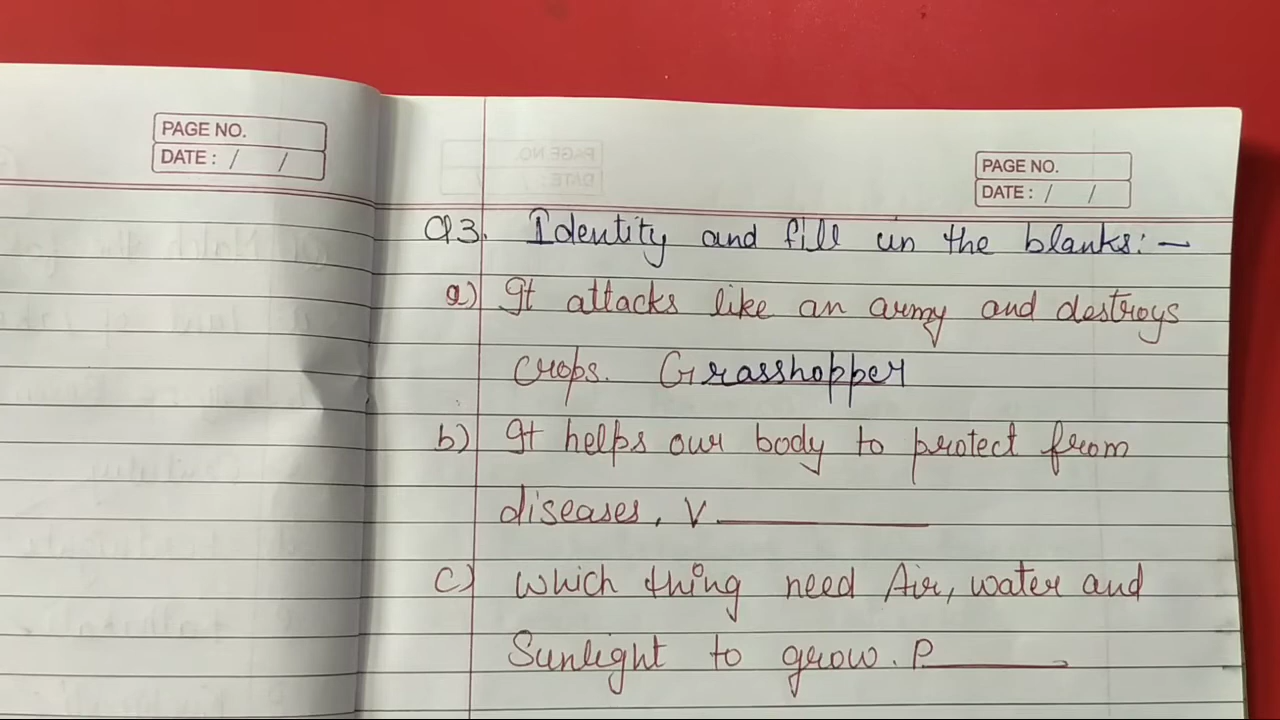 PAGE NO.
DATE : / /
PAGE NO.
DATE : / /
Q3. Identity and fill in the blanks:-
a) It attacks like an army and destroys
crops. Grasshopper
b) It helps our body to protect from
diseases, V__________
c) Which thing need Air, water and
Sunlight to grow. P________